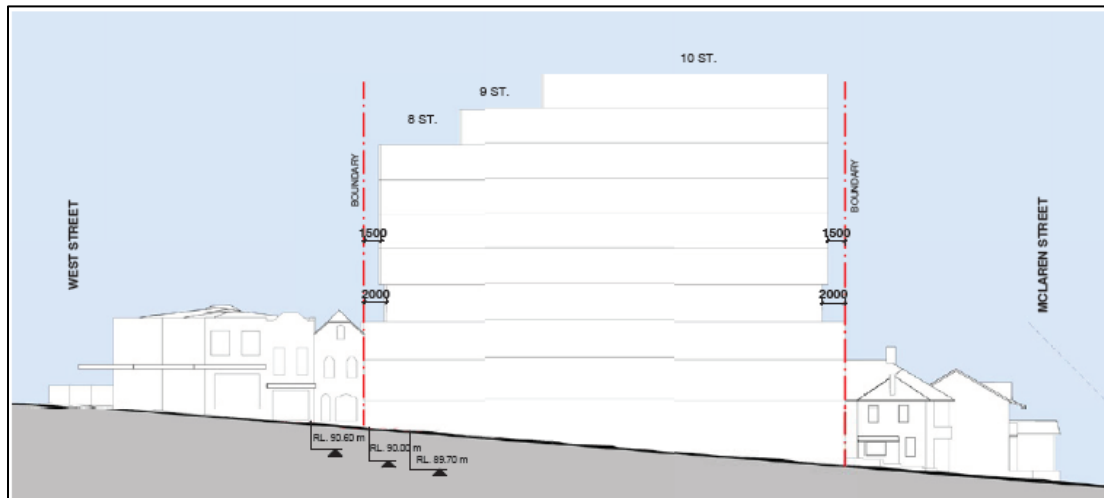 10 ST.
9 ST.
8 ST.
BOUNDARY
BOUNDARY
1500
1500
WEST STREET
MCLAREN STREET
2000
2000
RL. 90.60 m
RL. 90.00 m
RL. 89.70 m